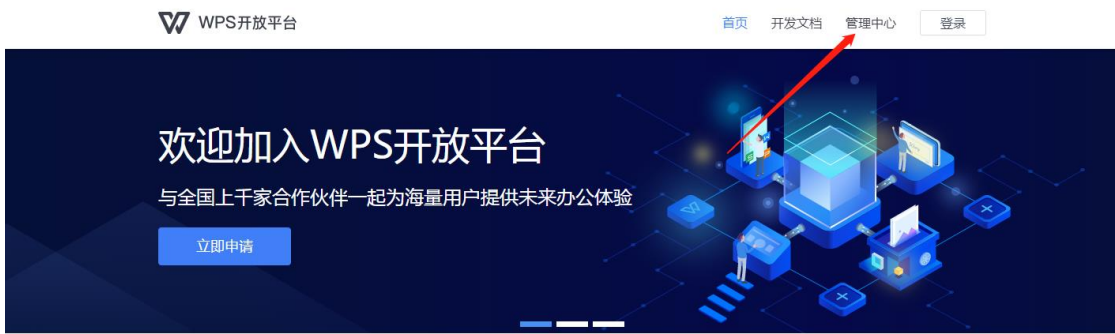 WPS开放平台
首页 开发文档 管理中心 登录
欢迎加入WPS开放平台
与全国上千家合作伙伴一起为海量用户提供未来办公体验
立即申请